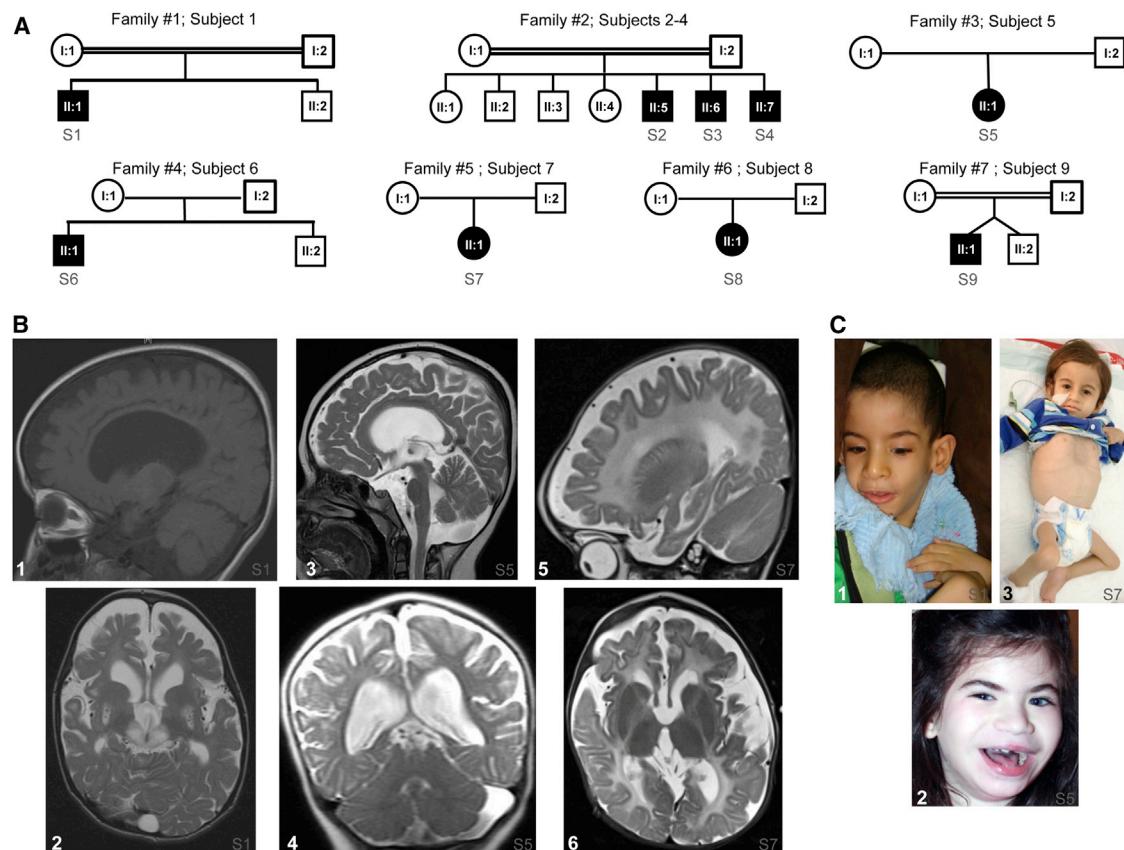 A
Family #1; Subject 1
I:1
I:2
II:1
II:2
S1
Family #2; Subjects 2-4
I:1
I:2
II:1
II:2
II:3
II:4
II:5
II:6
II:7
S2
S3
S4
Family #3; Subject 5
I:1
I:2
II:1
S5
Family #4; Subject 6
I:1
I:2
II:1
II:2
S6
Family #5 ; Subject 7
I:1
I:2
II:1
S7
Family #6 ; Subject 8
I:1
I:2
II:1
S8
Family #7 ; Subject 9
I:1
I:2
II:1
II:2
S9
B
1
S1
3
S5
5
S7
2
S1
4
S5
6
S7
C
1
S1
3
S7
2
S5